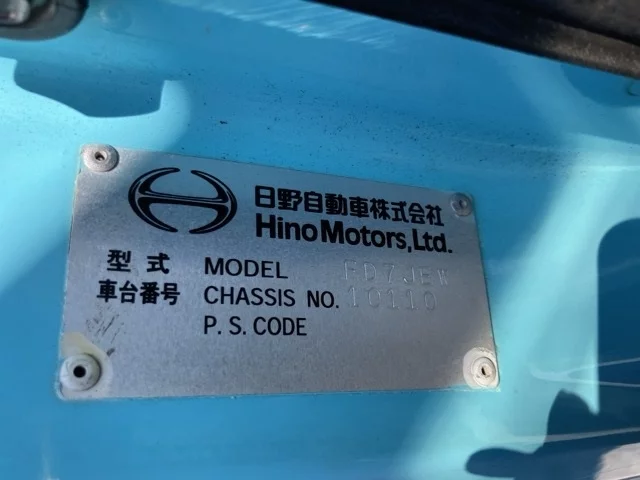 日野自動車株式会社
Hino Motors, Ltd.
型式 MODEL FD7JEW
車台番号 CHASSIS NO. 10110
P. S. CODE